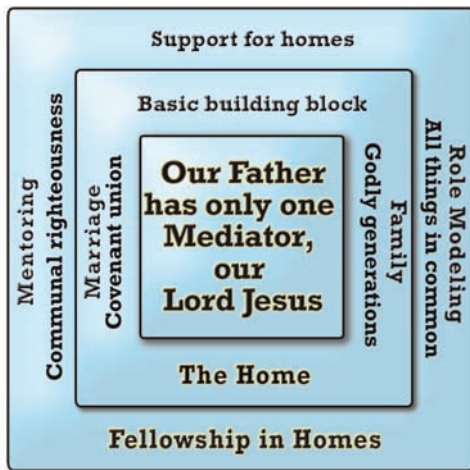 Support for homes
Basic building block
Our Father
has only one
Mediator,
our
Lord Jesus
Mentoring
Communal righteousness
Marriage
Covenant union
Family
Godly generations
Role Modeling
All things in common
The Home
Fellowship in Homes